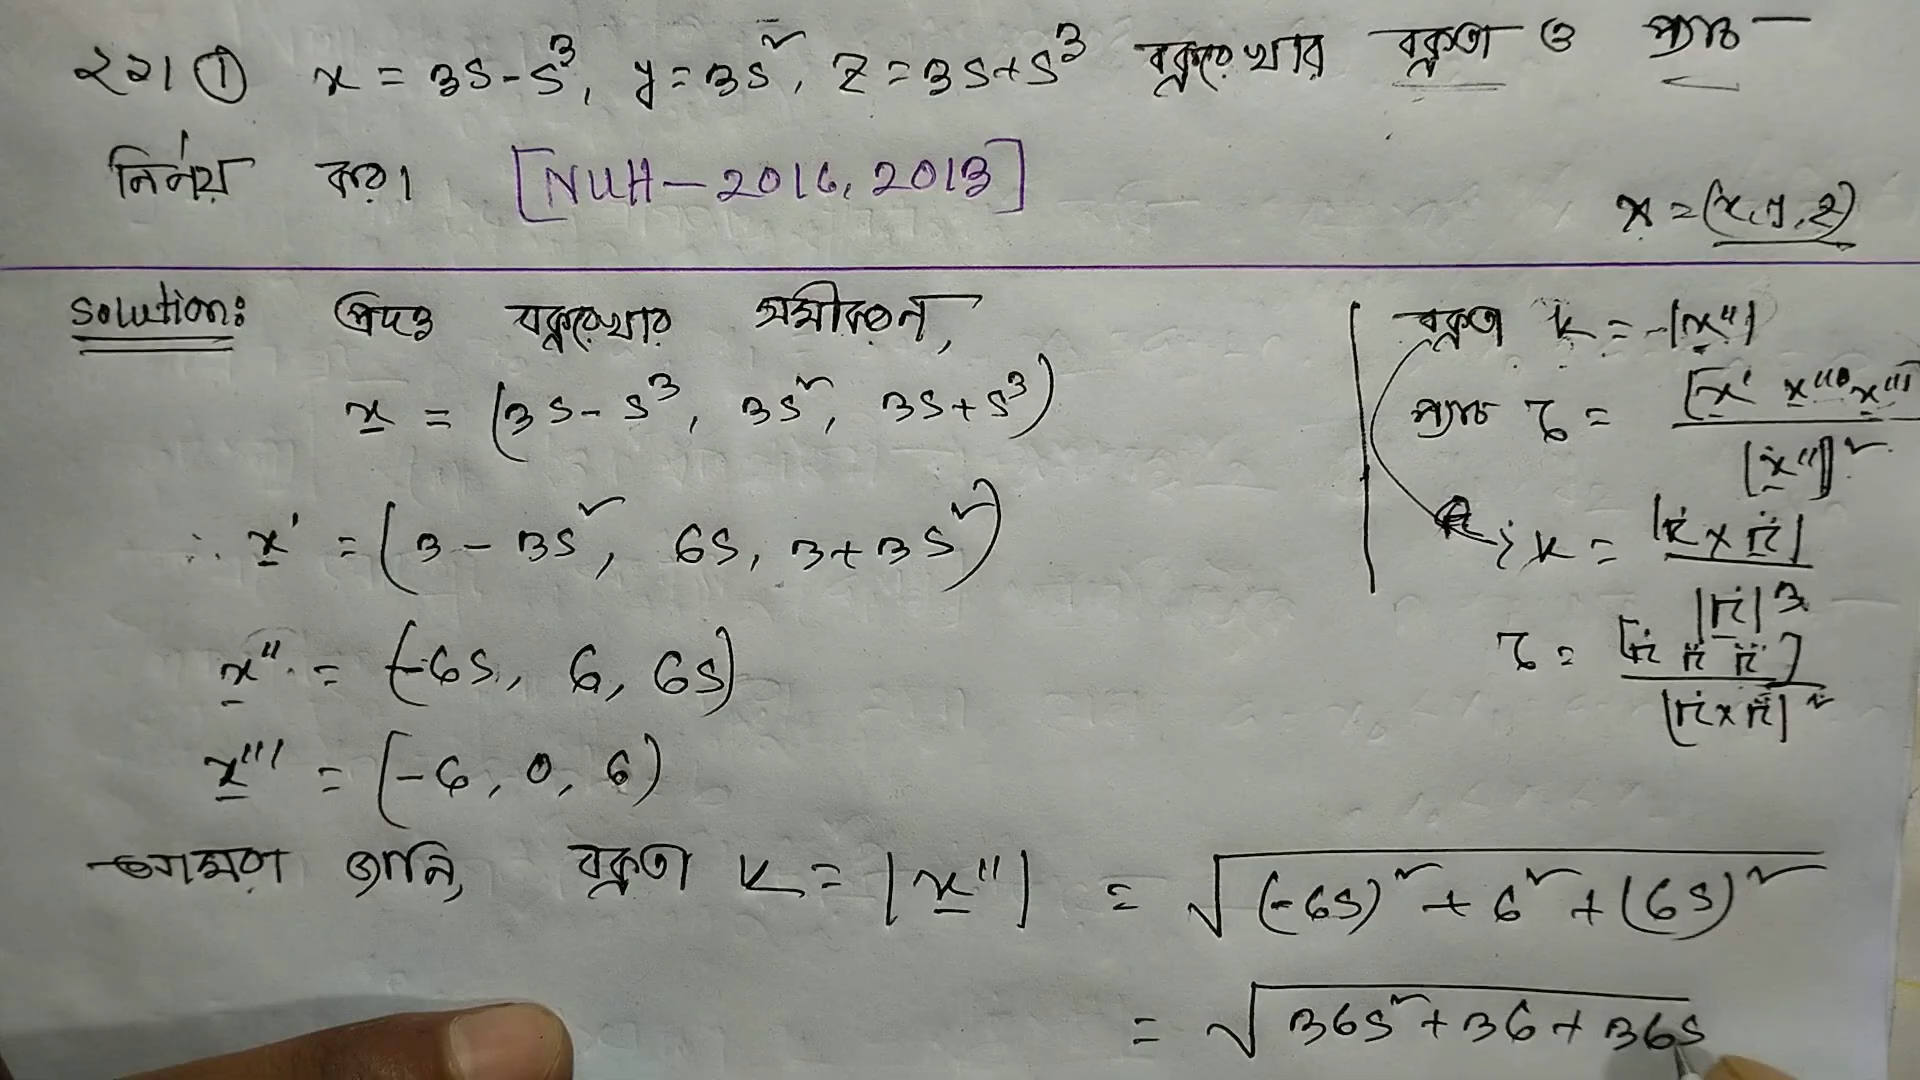 ২গ। ① x = 3s - s³, y = 3s², z = 3s + s³ বক্ররেখার বক্রতা ও প্যাচ
নির্ণয় কর। [NUH – 2016, 2013]
x = (x, y, z)
Solution: প্রদত্ত বক্ররেখার সমীকরণ,
x = (3s - s³, 3s², 3s + s³)
∴ x' = (3 - 3s², 6s, 3 + 3s²)
x'' = (-6s, 6, 6s)
x''' = (-6, 0, 6)
বক্রতা k = |x''|
প্যাচ τ = [x' x'' x'''] / |x''|²
; k = |ṙ × r̈| / |ṙ|³
τ = [ṙ r̈ r⃛] / |ṙ × r̈|²
আমরা জানি, বক্রতা k = |x''| = √((-6s)² + 6² + (6s)²)
= √(36s² + 36 + 36s